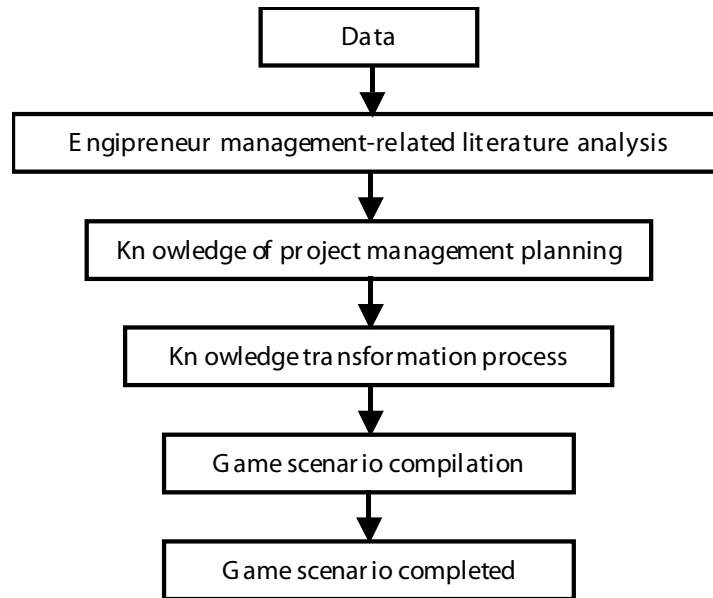 Data
Engipreneur management-related literature analysis
Knowledge of project management planning
Knowledge transformation process
Game scenario compilation
Game scenario completed